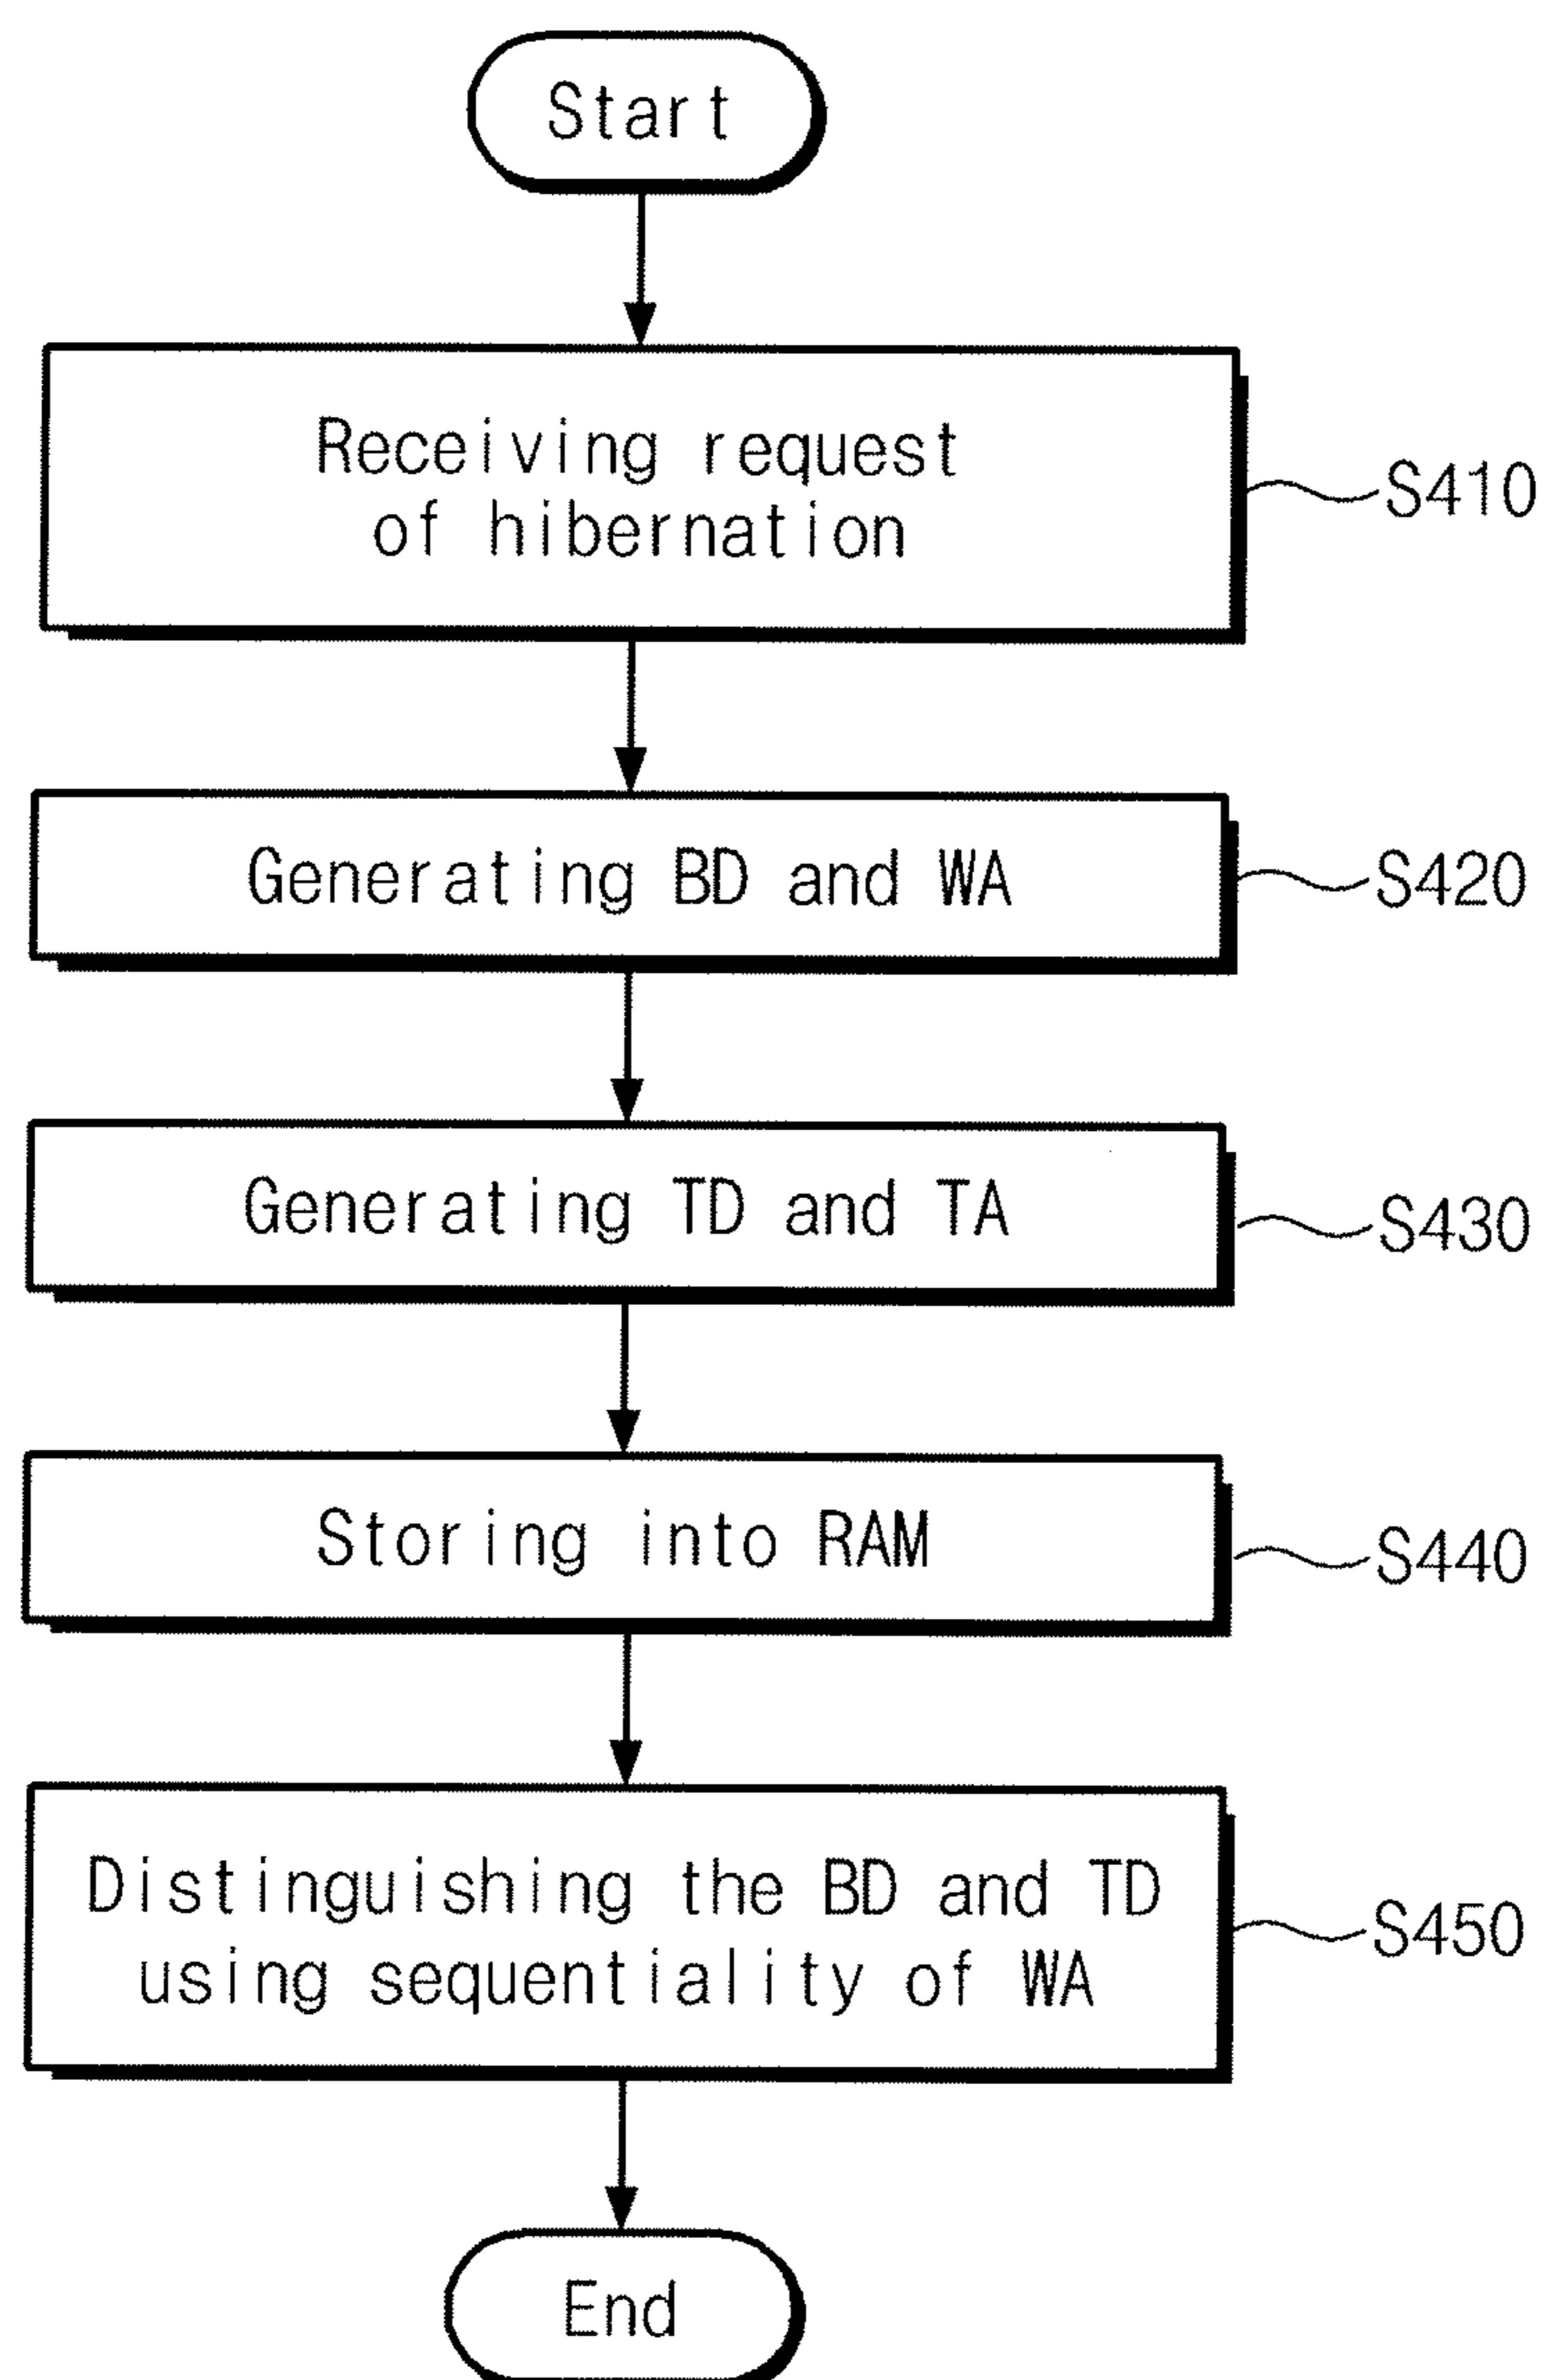 Start
Receiving request
of hibernation
S410
Generating BD and WA
S420
Generating TD and TA
S430
Storing into RAM
S440
Distinguishing the BD and TD
using sequentiality of WA
S450
End